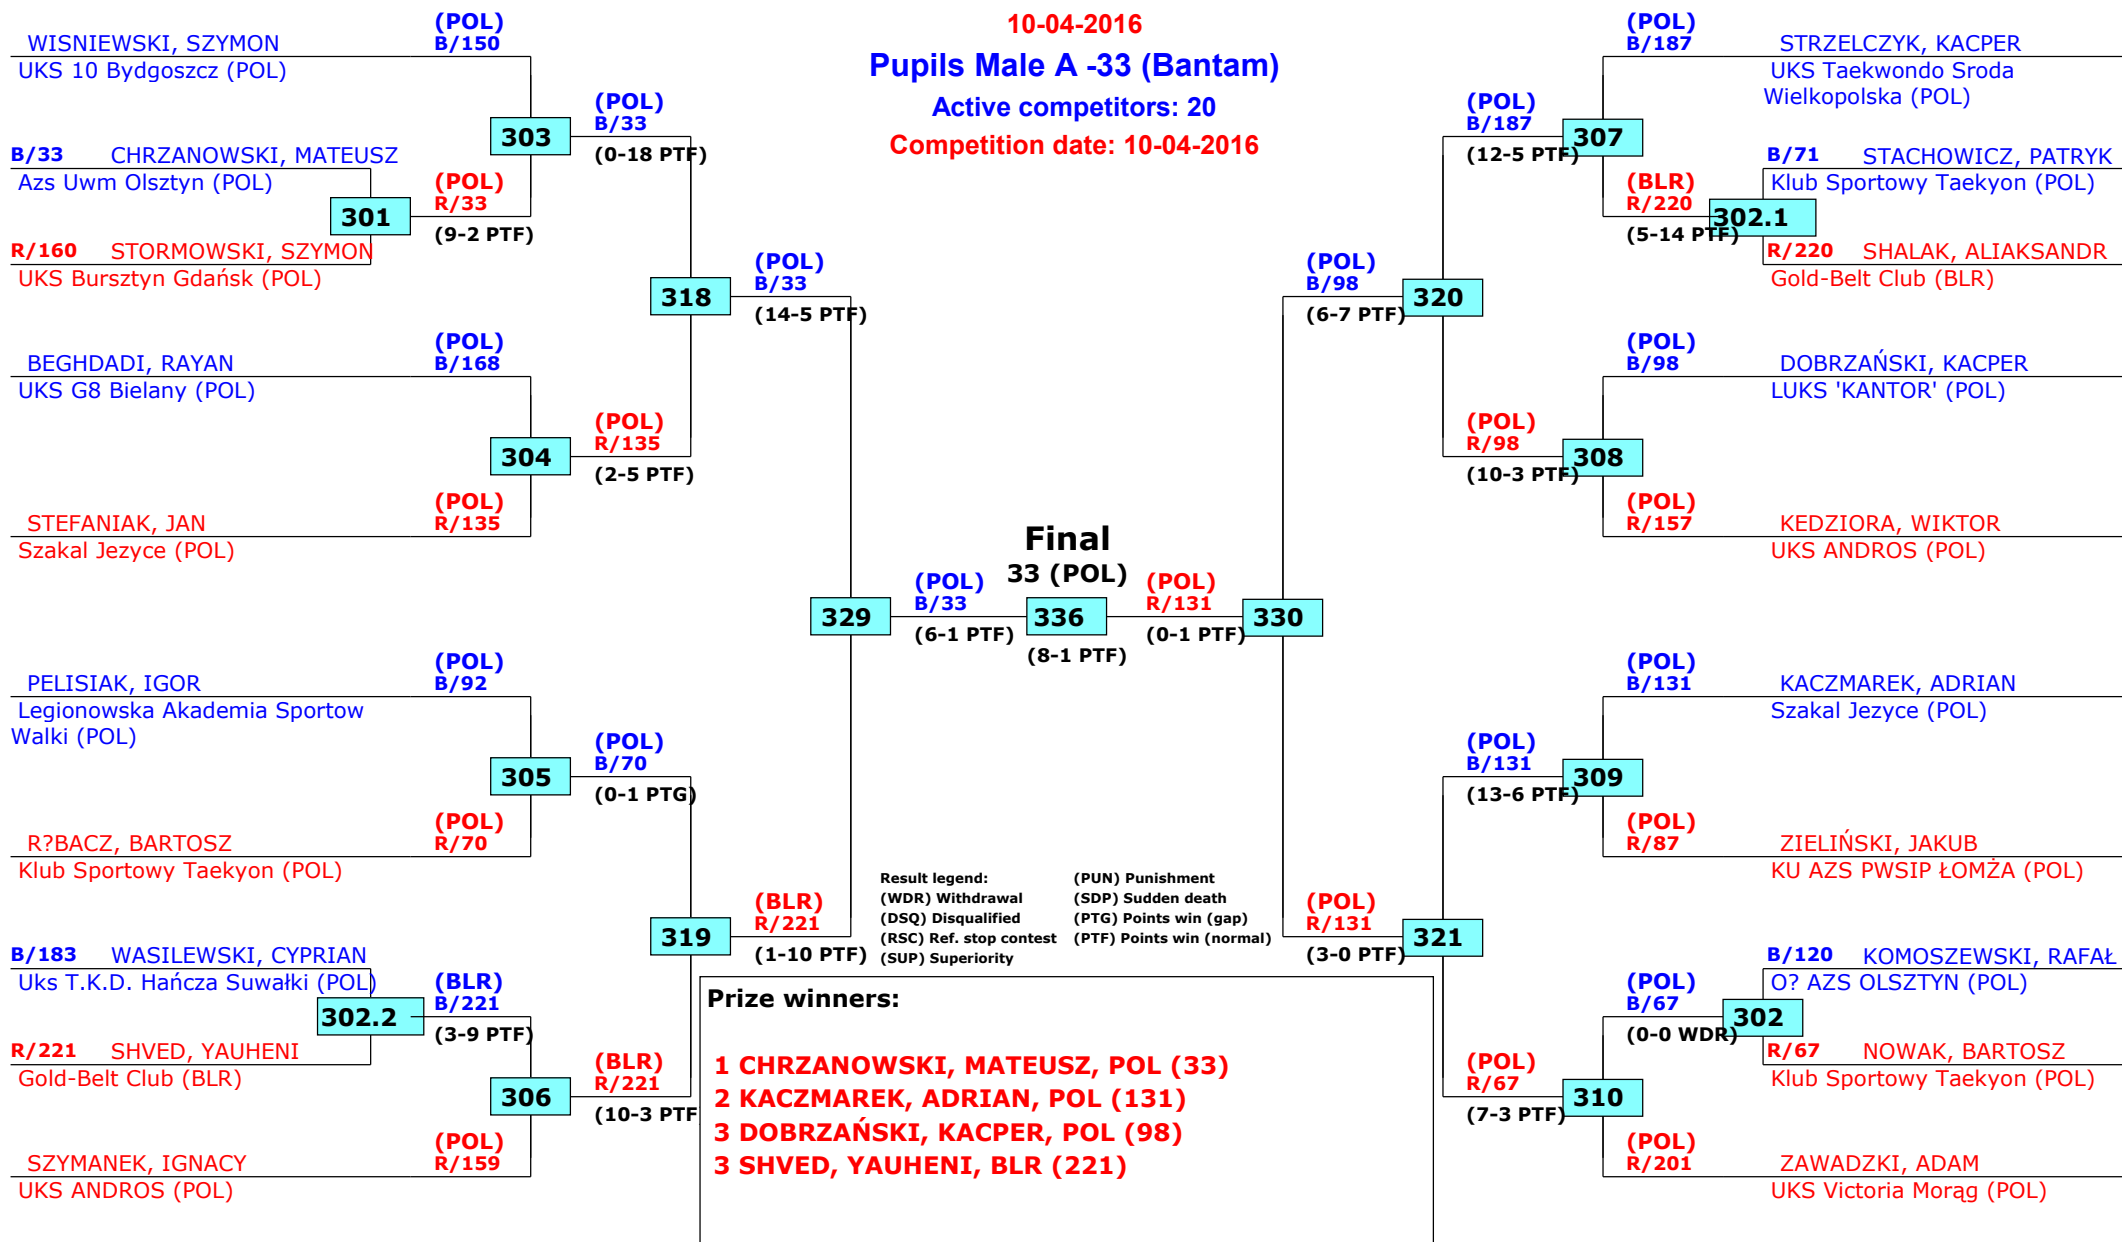 10-04-2016
Pupils Male A -33 (Bantam)
Active competitors: 20
Competition date: 10-04-2016
WISNIEWSKI, SZYMON
UKS 10 Bydgoszcz (POL)
(POL)
B/150
B/33 CHRZANOWSKI, MATEUSZ
Azs Uwm Olsztyn (POL)
R/160 STORMOWSKI, SZYMON
UKS Bursztyn Gdańsk (POL)
301
(POL)
R/33
(9-2 PTF)
303
(POL)
B/33
(0-18 PTF)
BEGHDADI, RAYAN
UKS G8 Bielany (POL)
(POL)
B/168
STEFANIAK, JAN
Szakal Jezyce (POL)
(POL)
R/135
304
(POL)
R/135
(2-5 PTF)
318
(POL)
B/33
(14-5 PTF)
PELISIAK, IGOR
Legionowska Akademia Sportow
Walki (POL)
(POL)
B/92
R?BACZ, BARTOSZ
Klub Sportowy Taekyon (POL)
(POL)
R/70
305
(POL)
B/70
(0-1 PTG)
B/183 WASILEWSKI, CYPRIAN
Uks T.K.D. Hańcza Suwałki (POL)
R/221 SHVED, YAUHENI
Gold-Belt Club (BLR)
302.2
(BLR)
B/221
(3-9 PTF)
SZYMANEK, IGNACY
UKS ANDROS (POL)
(POL)
R/159
306
(BLR)
R/221
(10-3 PTF
319
(BLR)
R/221
(1-10 PTF)
329
(POL)
B/33
(6-1 PTF)
Final
33 (POL)
336
(8-1 PTF)
(POL)
R/131
(0-1 PTF)
330
(POL)
B/187
STRZELCZYK, KACPER
UKS Taekwondo Sroda
Wielkopolska (POL)
B/71 STACHOWICZ, PATRYK
Klub Sportowy Taekyon (POL)
R/220 SHALAK, ALIAKSANDR
Gold-Belt Club (BLR)
302.1
(BLR)
R/220
(5-14 PTF)
307
(POL)
B/187
(12-5 PTF)
(POL)
B/98
DOBRZAŃSKI, KACPER
LUKS 'KANTOR' (POL)
(POL)
R/157
KEDZIORA, WIKTOR
UKS ANDROS (POL)
308
(POL)
R/98
(10-3 PTF)
320
(POL)
B/98
(6-7 PTF)
(POL)
B/131
KACZMAREK, ADRIAN
Szakal Jezyce (POL)
(POL)
R/87
ZIELIŃSKI, JAKUB
KU AZS PWSIP ŁOMŻA (POL)
309
(POL)
B/131
(13-6 PTF)
B/120 KOMOSZEWSKI, RAFAŁ
O? AZS OLSZTYN (POL)
R/67 NOWAK, BARTOSZ
Klub Sportowy Taekyon (POL)
302
(POL)
B/67
(0-0 WDR)
(POL)
R/201
ZAWADZKI, ADAM
UKS Victoria Morąg (POL)
310
(POL)
R/67
(7-3 PTF)
321
(POL)
R/131
(3-0 PTF)
Result legend:
(WDR) Withdrawal
(DSQ) Disqualified
(RSC) Ref. stop contest
(SUP) Superiority
(PUN) Punishment
(SDP) Sudden death
(PTG) Points win (gap)
(PTF) Points win (normal)
Prize winners:
1 CHRZANOWSKI, MATEUSZ, POL (33)
2 KACZMAREK, ADRIAN, POL (131)
3 DOBRZAŃSKI, KACPER, POL (98)
3 SHVED, YAUHENI, BLR (221)